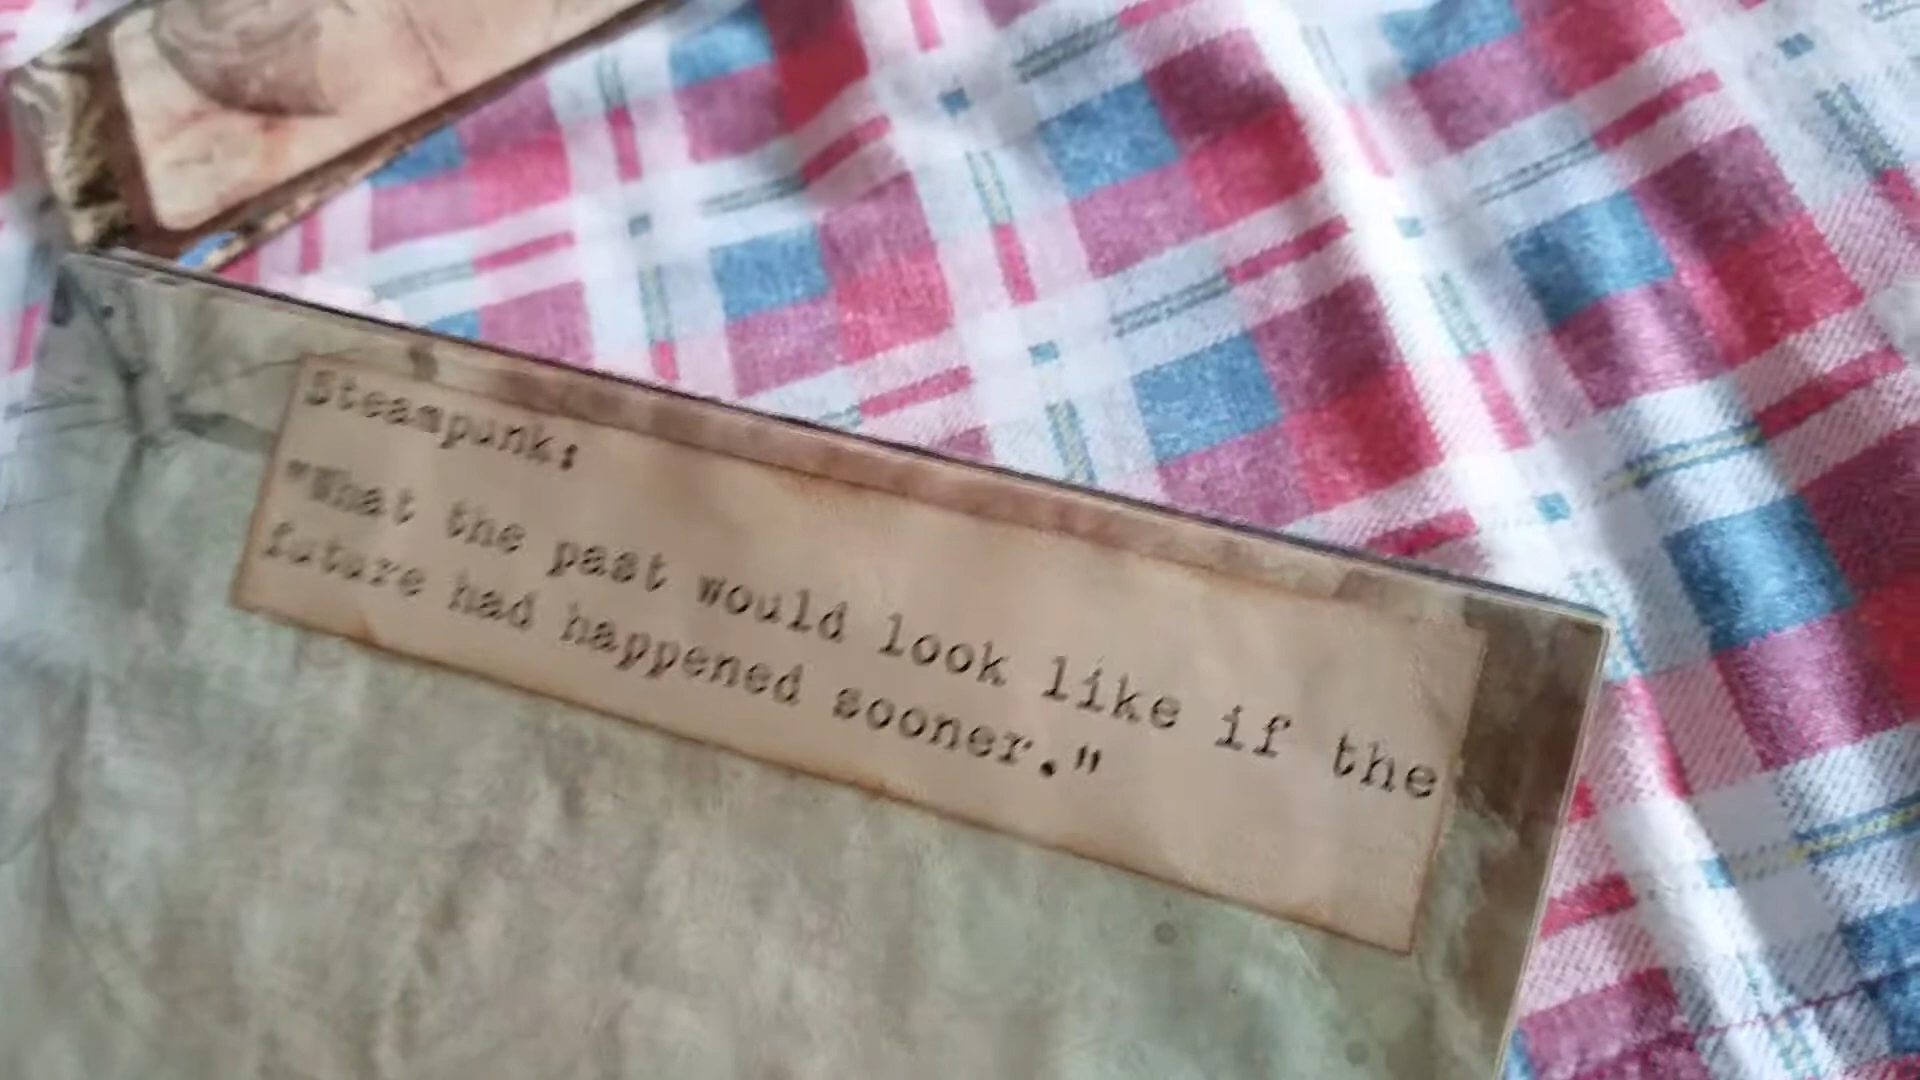 Steampunk:
"What the past would look like if the
future had happened sooner."